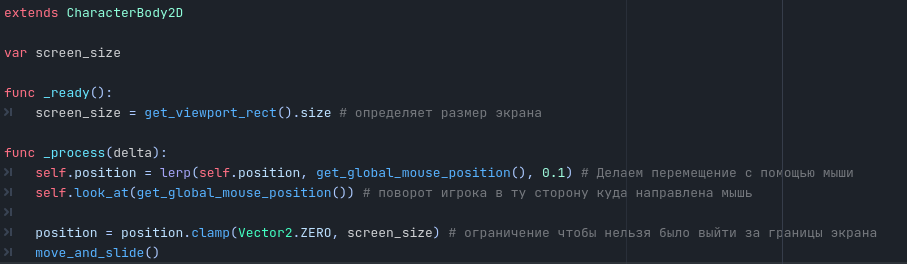 extends CharacterBody2D
var screen_size
func _ready():
screen_size = get_viewport_rect().size # определяет размер экрана
func _process(delta):
self.position = lerp(self.position, get_global_mouse_position(), 0.1) # Делаем перемещение с помощью мыши
self.look_at(get_global_mouse_position()) # поворот игрока в ту сторону куда направлена мышь
position = position.clamp(Vector2.ZERO, screen_size) # ограничение чтобы нельзя было выйти за границы экрана
move_and_slide()